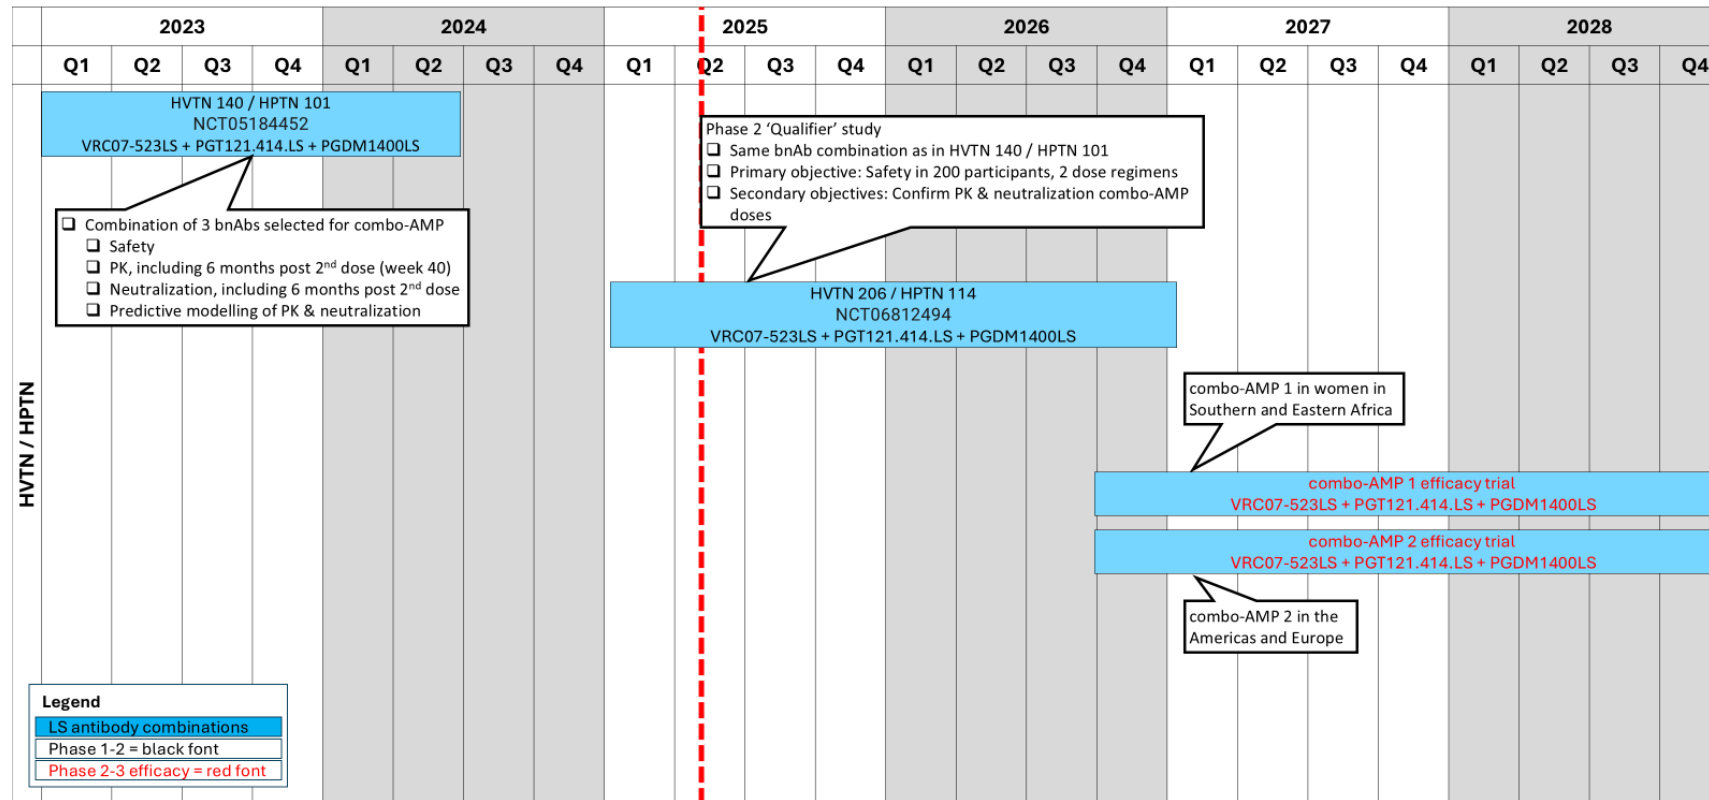 2023 2024 2025 2026 2027 2028
Q1 Q2 Q3 Q4 Q1 Q2 Q3 Q4 Q1 Q2 Q3 Q4 Q1 Q2 Q3 Q4 Q1 Q2 Q3 Q4 Q1 Q2 Q3 Q4
HVTN / HPTN
HVTN 140 / HPTN 101
NCT05184452
VRC07-523LS + PGT121.414.LS + PGDM1400LS
❑ Combination of 3 bnAbs selected for combo-AMP
❑ Safety
❑ PK, including 6 months post 2nd dose (week 40)
❑ Neutralization, including 6 months post 2nd dose
❑ Predictive modelling of PK & neutralization
Phase 2 ‘Qualifier’ study
❑ Same bnAb combination as in HVTN 140 / HPTN 101
❑ Primary objective: Safety in 200 participants, 2 dose regimens
❑ Secondary objectives: Confirm PK & neutralization combo-AMP
doses
HVTN 206 / HPTN 114
NCT06812494
VRC07-523LS + PGT121.414.LS + PGDM1400LS
combo-AMP 1 in women in
Southern and Eastern Africa
combo-AMP 1 efficacy trial
VRC07-523LS + PGT121.414.LS + PGDM1400LS
combo-AMP 2 efficacy trial
VRC07-523LS + PGT121.414.LS + PGDM1400LS
combo-AMP 2 in the
Americas and Europe
Legend
LS antibody combinations
Phase 1-2 = black font
Phase 2-3 efficacy = red font